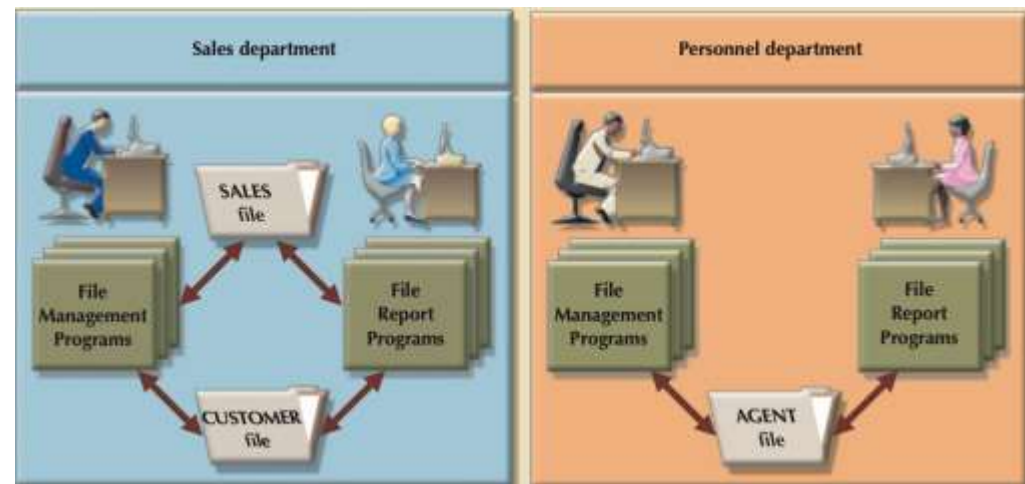 Sales department
Personnel department
SALES
file
File
Management
Programs
File
Report
Programs
CUSTOMER
file
File
Management
Programs
File
Report
Programs
AGENT
file